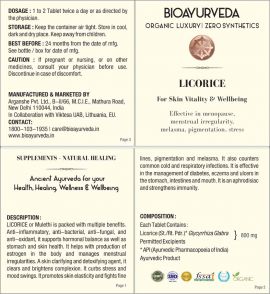 DOSAGE : 1 to 2 Tablet twice a day or as directed by
the physician.
STORAGE : Keep the container air tight. Store in cool,
dark and dry place. Keep away from children.
BEST BEFORE : 24 months from the date of mfg.
See bottle / box for date of mfg.
CAUTION : If pregnant or nursing, or on other
medicines, consult your physician before use.
Discontinue in case of discomfort.
MANUFACTURED & MARKETED BY
Arganshe Pvt. Ltd., B-II/66, M.C.I.E., Mathura Road,
New Delhi 110044, India
In Collaboration with Viktesa UAB, Lithuania, EU.
CONTACT:
1800-103-1935 | care@bioayurveda.in
www.bioayurveda.in
Page 3
BIOAYURVEDA
ORGANIC LUXURY| ZERO SYNTHETICS
LICORICE
For Skin Vitality & Wellbeing
Effective in menopause,
menstrual irregularity,
melasma, pigmentation, stress
SUPPLEMENTS - NATURAL HEALING
Ancient Ayurveda for your
Health, Healing, Wellness & Wellbeing
DESCRIPTION:
LICORICE or Mulethi is packed with multiple benefits.
Anti-inflammatory, anti-bacterial, anti-fungal, and
anti-oxidant, it supports hormonal balance as well as
stomach and skin health. It helps with production of
estrogen in the body and manages menstrual
irregularities. A skin clarifying and detoxifying agent, it
clears and brightens complexion. It curbs stress and
mood swings. It promotes skin elasticity and fights fine
Page 1
lines, pigmentation and melasma. It also counters
common cold and respiratory infections. It is effective
in the management of diabetes, eczema and ulcers in
the stomach, intestines and mouth. It is an aphrodisiac
and strengthens immunity.
COMPOSITION :
Each Tablet Contains :
Licorice (St./Rt. Pdr.)* Glycyrrhiza Glabra
Permitted Excipients
600 mg
* API (Ayurvedic Pharmacopoeia of India)
Ayurvedic Product
ISO
GMP
fssai
ORGANIC
Page 2